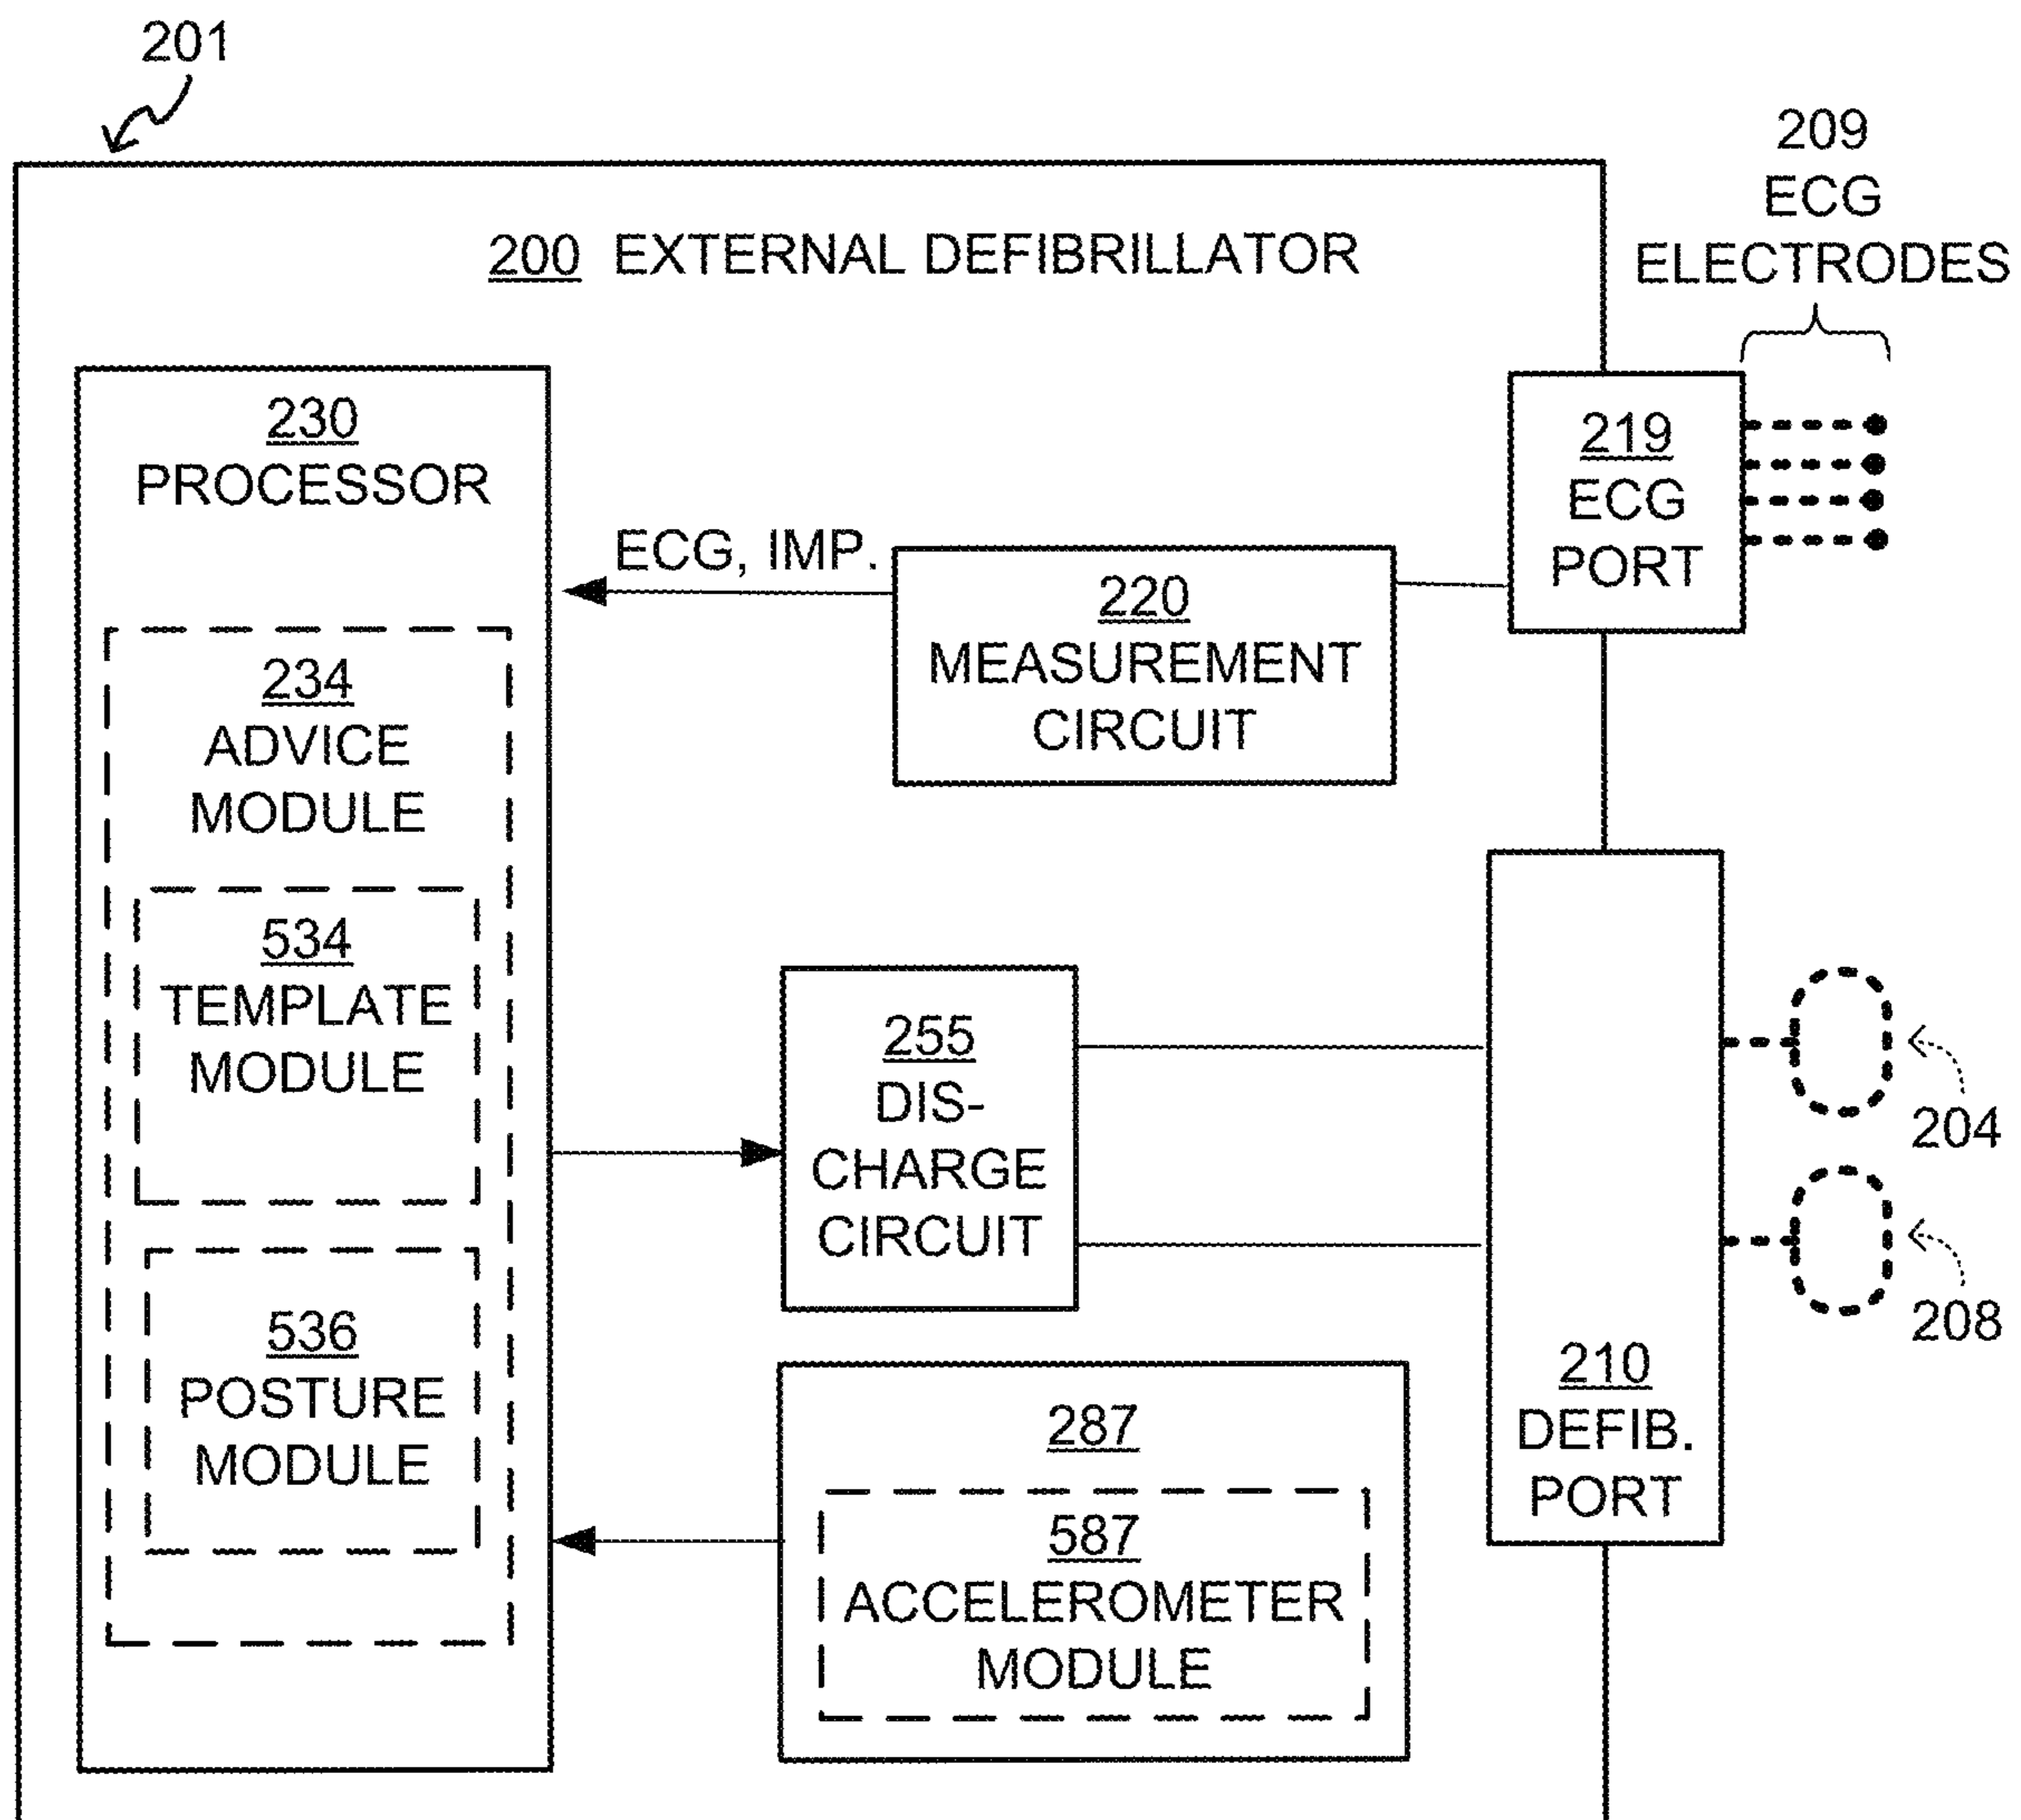 201
209
ECG
ELECTRODES
200 EXTERNAL DEFIBRILLATOR
230
PROCESSOR
219
ECG
PORT
ECG, IMP.
220
MEASUREMENT
CIRCUIT
234
ADVICE
MODULE
534
TEMPLATE
MODULE
255
DIS-
CHARGE
CIRCUIT
204
208
536
POSTURE
MODULE
210
DEFIB.
PORT
287
587
ACCELEROMETER
MODULE